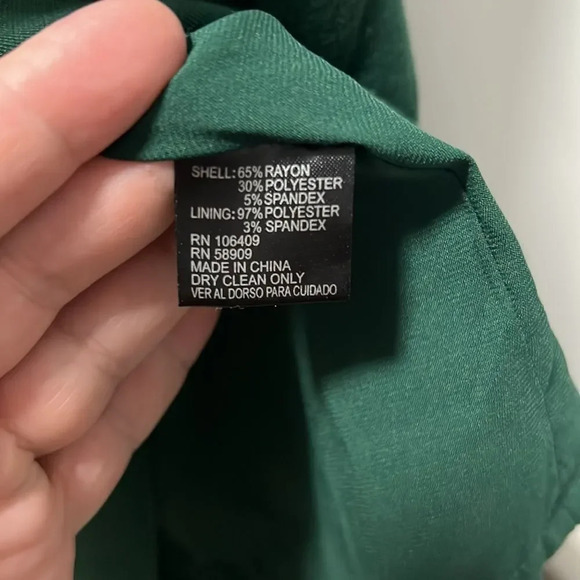 SHELL: 65% RAYON
30% POLYESTER
5% SPANDEX
LINING: 97% POLYESTER
3% SPANDEX
RN 106409
RN 58909
MADE IN CHINA
DRY CLEAN ONLY
VER AL DORSO PARA CUIDADO